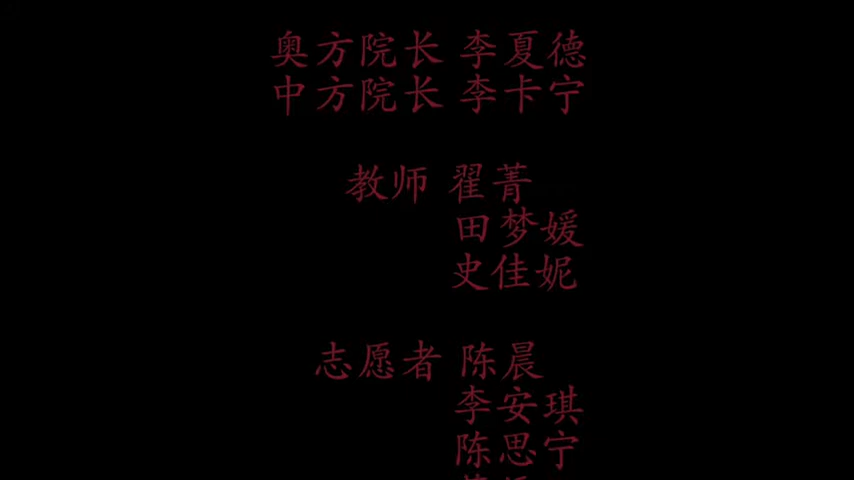 奥方院长 李夏德
中方院长 李卡宁
教师 翟菁
田梦媛
史佳妮
志愿者 陈晨
李安琪
陈思宁